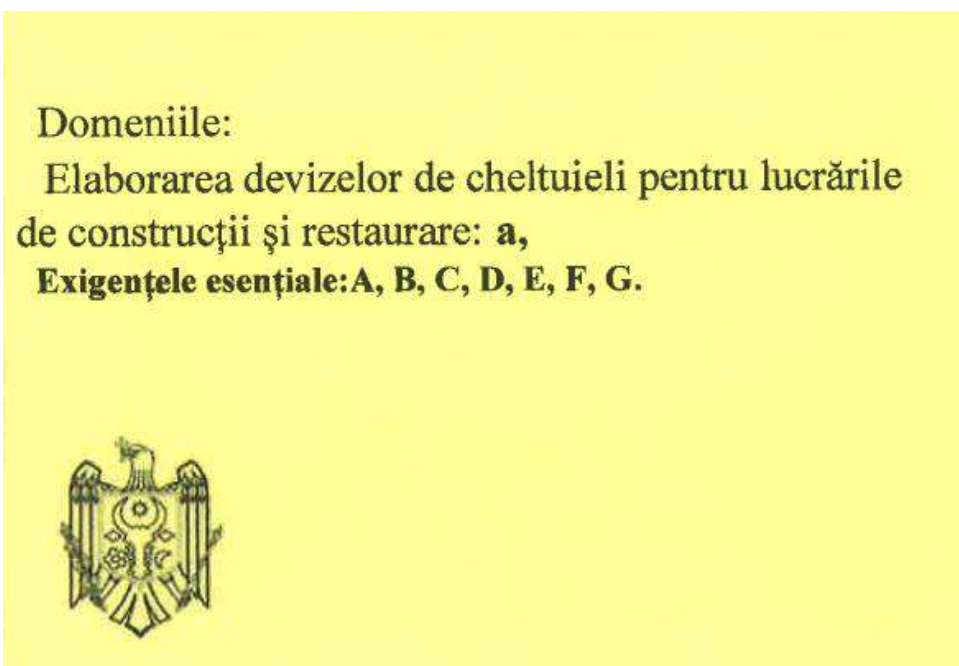 Domeniile:
Elaborarea devizelor de cheltuieli pentru lucrările
de construcţii şi restaurare: a,
Exigenţele esenţiale:A, B, C, D, E, F, G.